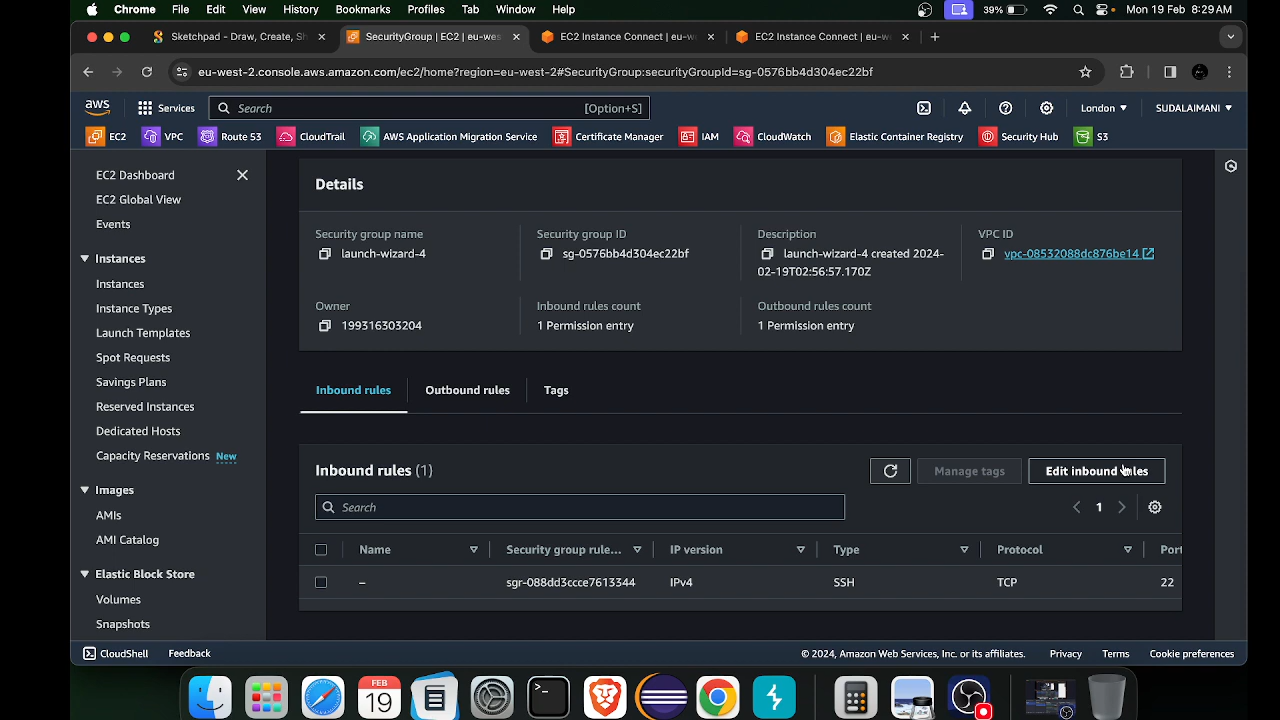 Chrome File Edit View History Bookmarks Profiles Tab Window Help 39% Mon 19 Feb 8:29 AM
Sketchpad - Draw, Create, Sh SecurityGroup | EC2 | eu-wes EC2 Instance Connect | eu-w EC2 Instance Connect | eu-w
eu-west-2.console.aws.amazon.com/ec2/home?region=eu-west-2#SecurityGroup:securityGroupId=sg-0576bb4d304ec22bf
aws Services Search [Option+S] London SUDALAIMANI
EC2 VPC Route 53 CloudTrail AWS Application Migration Service Certificate Manager IAM CloudWatch Elastic Container Registry Security Hub S3
EC2 Dashboard
EC2 Global View
Events
Instances
Instances
Instance Types
Launch Templates
Spot Requests
Savings Plans
Reserved Instances
Dedicated Hosts
Capacity Reservations New
Images
AMIs
AMI Catalog
Elastic Block Store
Volumes
Snapshots
Details
Security group name
launch-wizard-4
Security group ID
sg-0576bb4d304ec22bf
Description
launch-wizard-4 created 2024-
02-19T02:56:57.170Z
VPC ID
vpc-08532088dc876be14
Owner
199316303204
Inbound rules count
1 Permission entry
Outbound rules count
1 Permission entry
Inbound rules Outbound rules Tags
Inbound rules (1) Manage tags Edit inbound rules
Search 1
Name Security group rule... IP version Type Protocol Port
– sgr-088dd3ccce7613344 IPv4 SSH TCP 22
CloudShell Feedback © 2024, Amazon Web Services, Inc. or its affiliates. Privacy Terms Cookie preferences
FEB
19